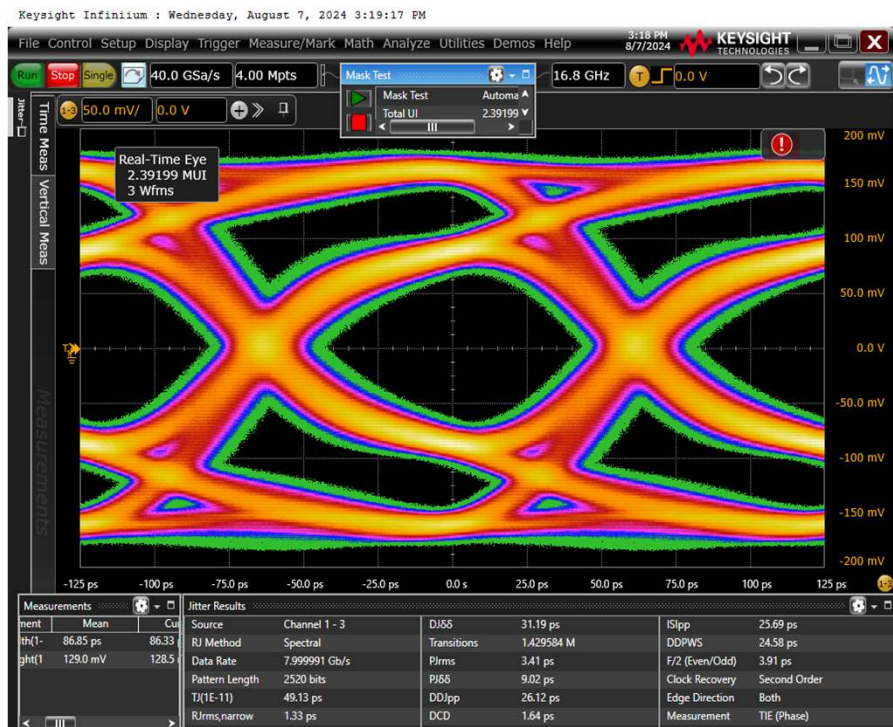 Keysight Infiniium : Wednesday, August 7, 2024 3:19:17 PM
File Control Setup Display Trigger Measure/Mark Math Analyze Utilities Demos Help
3:18 PM
8/7/2024
KEYSIGHT
TECHNOLOGIES
Run Stop Single 40.0 GSa/s 4.00 Mpts
Mask Test
16.8 GHz T 0.0 V
Mask Test Automa
Total UI 2.39199
1-3 50.0 mV/ 0.0 V
Jitter
Time Meas
Vertical Meas
Measurements
Real-Time Eye
2.39199 MUI
3 Wfms
200 mV
150 mV
100 mV
50.0 mV
0.0 V
-50.0 mV
-100 mV
-150 mV
-200 mV
-125 ps -100 ps -75.0 ps -50.0 ps -25.0 ps 0.0 s 25.0 ps 50.0 ps 75.0 ps 100 ps 125 ps 1-3
Measurements
ment Mean Cu
lth(1- 86.85 ps 86.33
ght(1 129.0 mV 128.5
Jitter Results
Source Channel 1 - 3 DJδδ 31.19 ps ISIpp 25.69 ps
RJ Method Spectral Transitions 1.429584 M DDPWS 24.58 ps
Data Rate 7.999991 Gb/s PJrms 3.41 ps F/2 (Even/Odd) 3.91 ps
Pattern Length 2520 bits PJδδ 9.02 ps Clock Recovery Second Order
TJ(1E-11) 49.13 ps DDJpp 26.12 ps Edge Direction Both
RJrms,narrow 1.33 ps DCD 1.64 ps Measurement TIE (Phase)